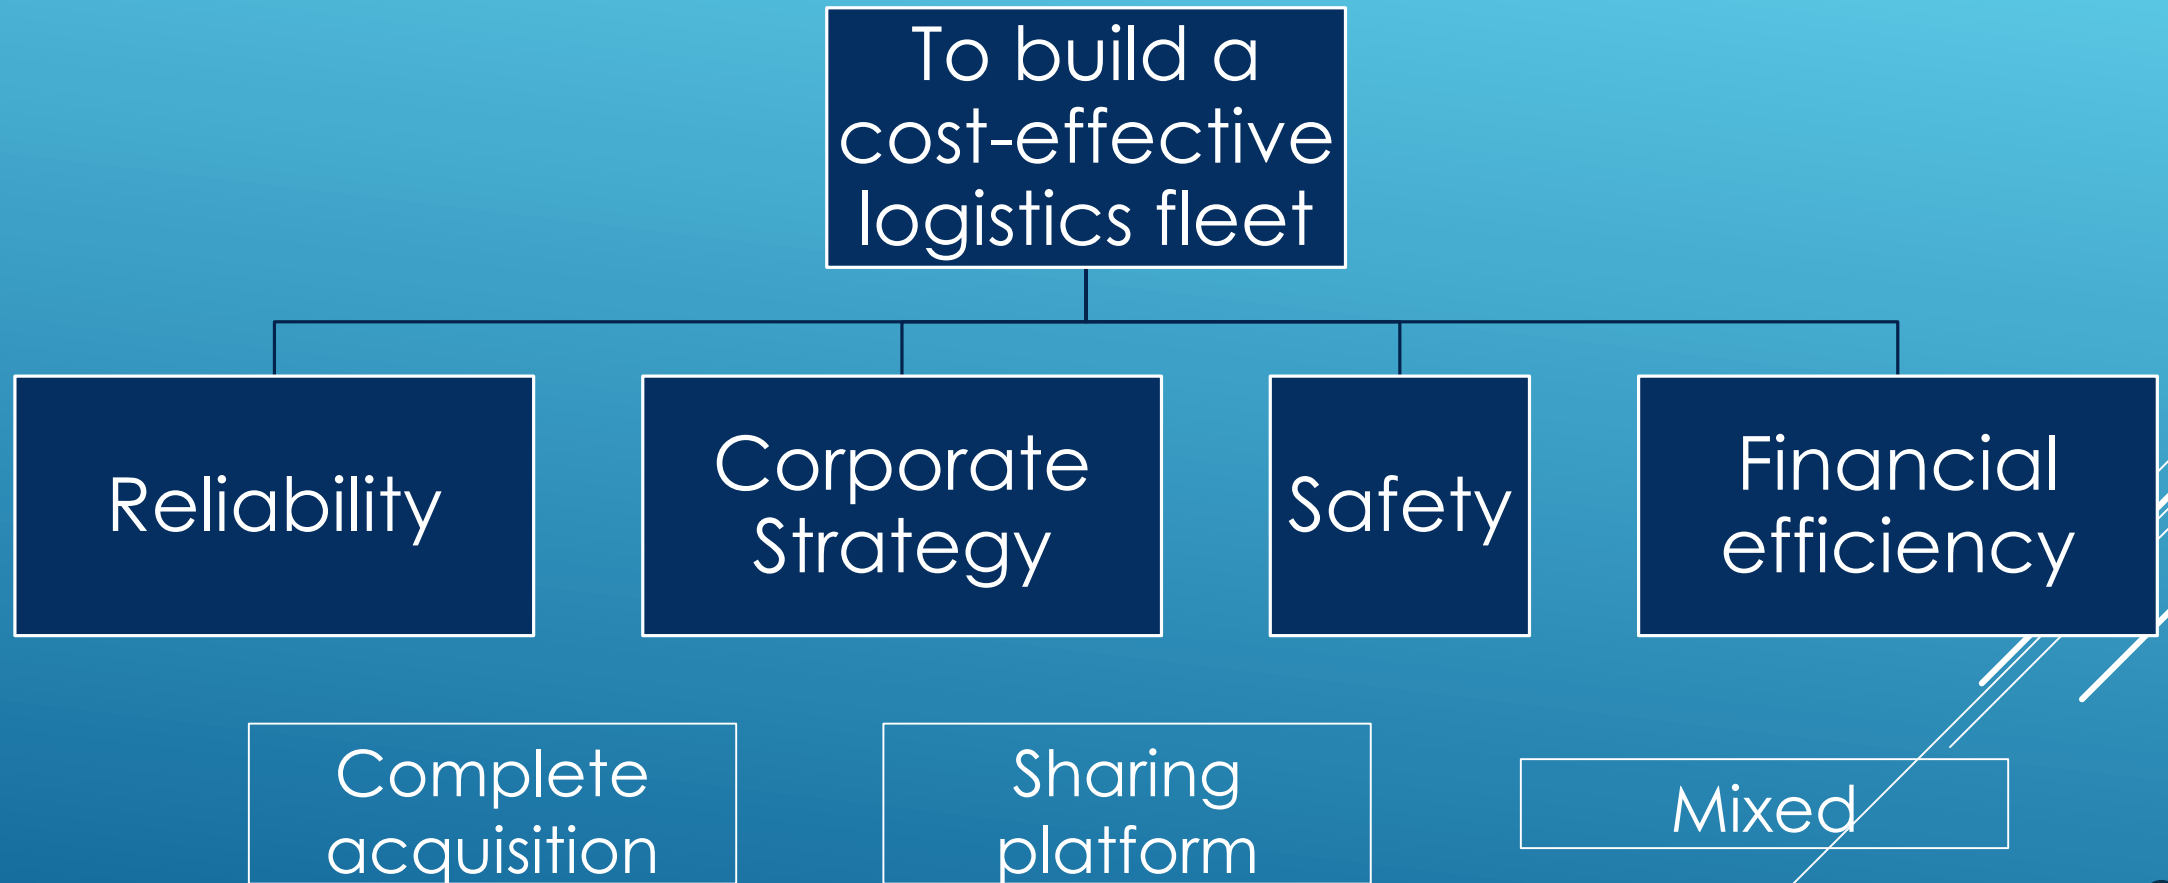 To build a
cost-effective
logistics fleet
Reliability
Corporate
Strategy
Safety
Financial
efficiency
Complete
acquisition
Sharing
platform
Mixed